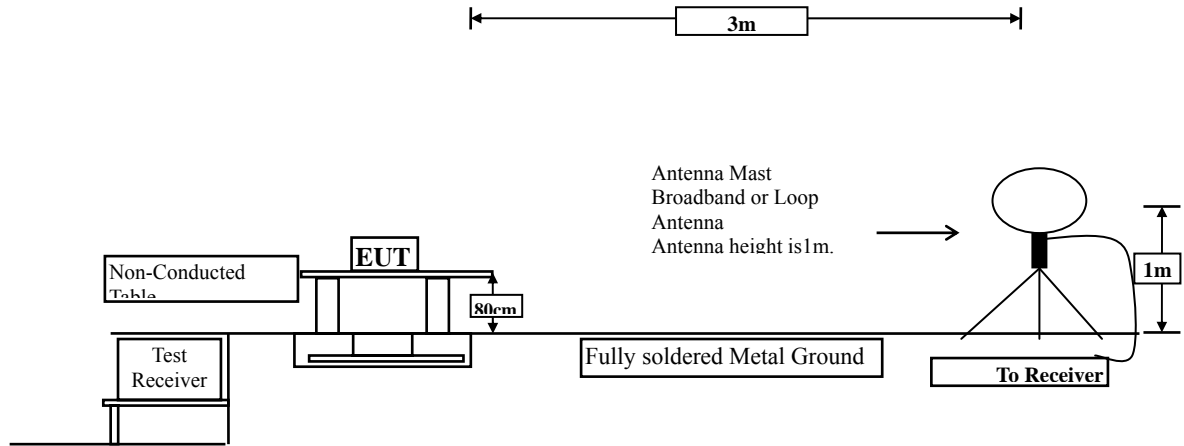 3m
Antenna Mast
Broadband or Loop
Antenna
Antenna height is1m.
EUT
Non-Conducted
Table
80cm
1m
Test
Receiver
Fully soldered Metal Ground
To Receiver